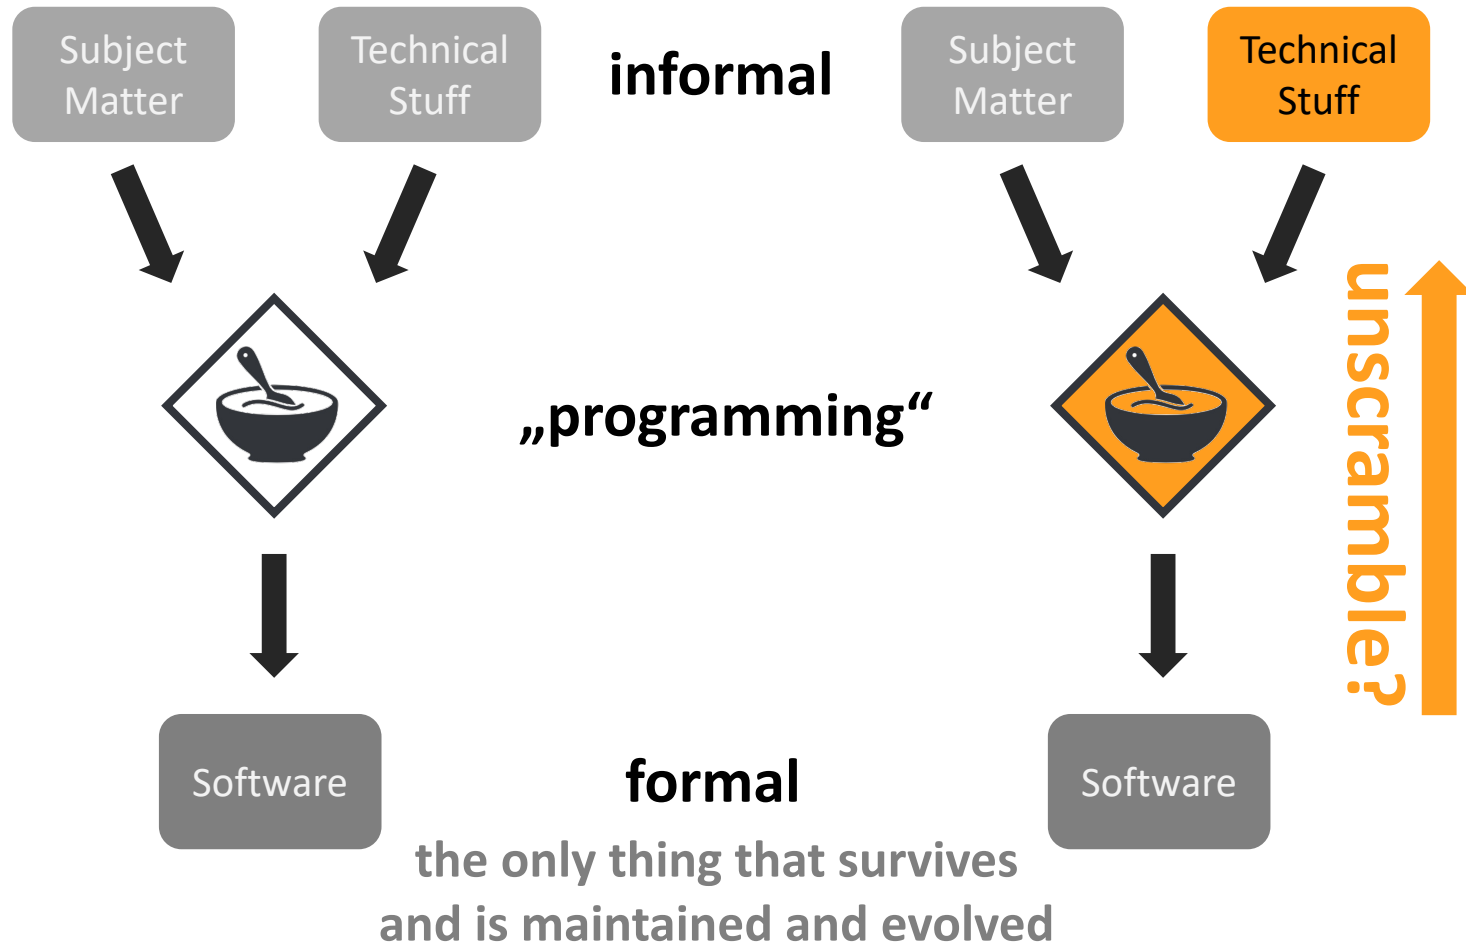 Subject
Matter
Technical
Stuff
informal
Subject
Matter
Technical
Stuff
„programming“
unscramble?
Software
formal
Software
the only thing that survives
and is maintained and evolved